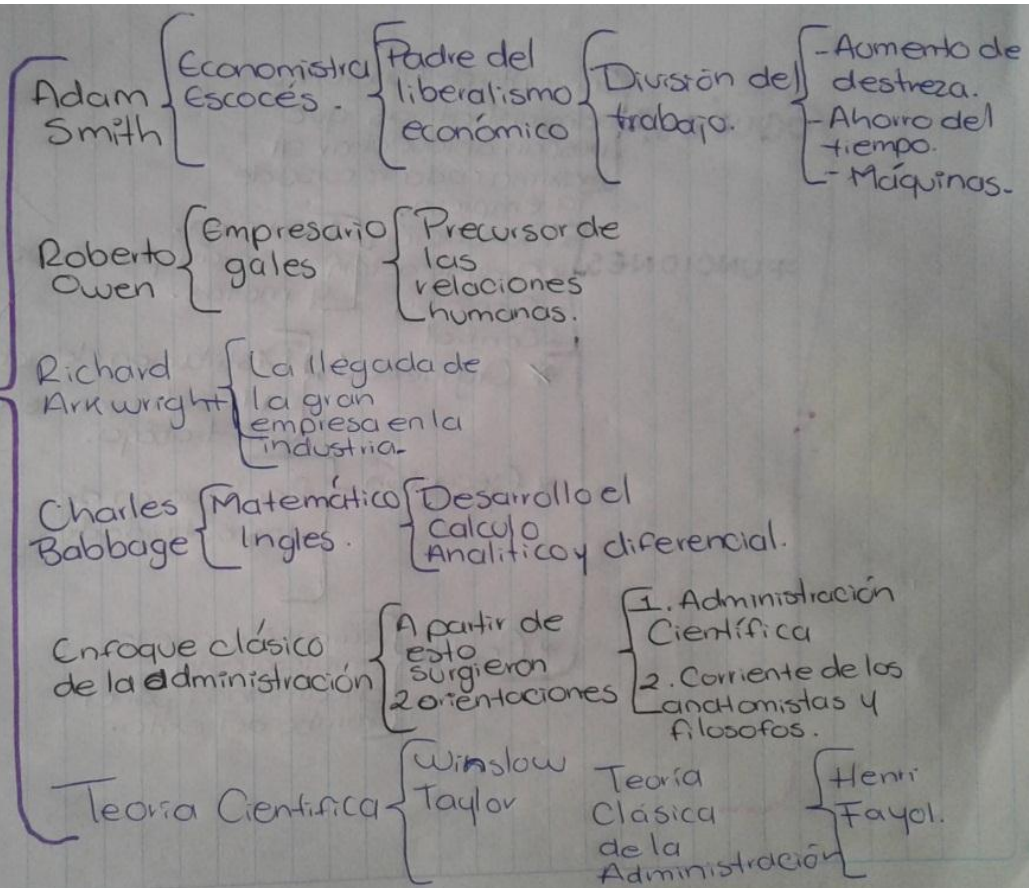 Adam
Smith
Economistra
Escocés.
Padre del
liberalismo
económico
División del
trabajo.
- Aumento de
destreza.
- Ahorro del
tiempo.
- Máquinas.
Roberto
Owen
Empresario
gales
Precursor de
las
relaciones
humanas.
Richard
Arkwright
La llegada de
la gran
empresa en la
industria.
Charles
Babbage
Matemático
Ingles.
Desarrollo el
Calculo
Analitico y diferencial.
Enfoque clásico
de la administración
A partir de
esto
surgieron
2 orientaciones
1. Administración
Científica
2. Corriente de los
anatomistas y
filosofos.
Teoria Cientifica
Winslow
Taylor
Teoría
Clásica
de la
Administración
Henri
Fayol.